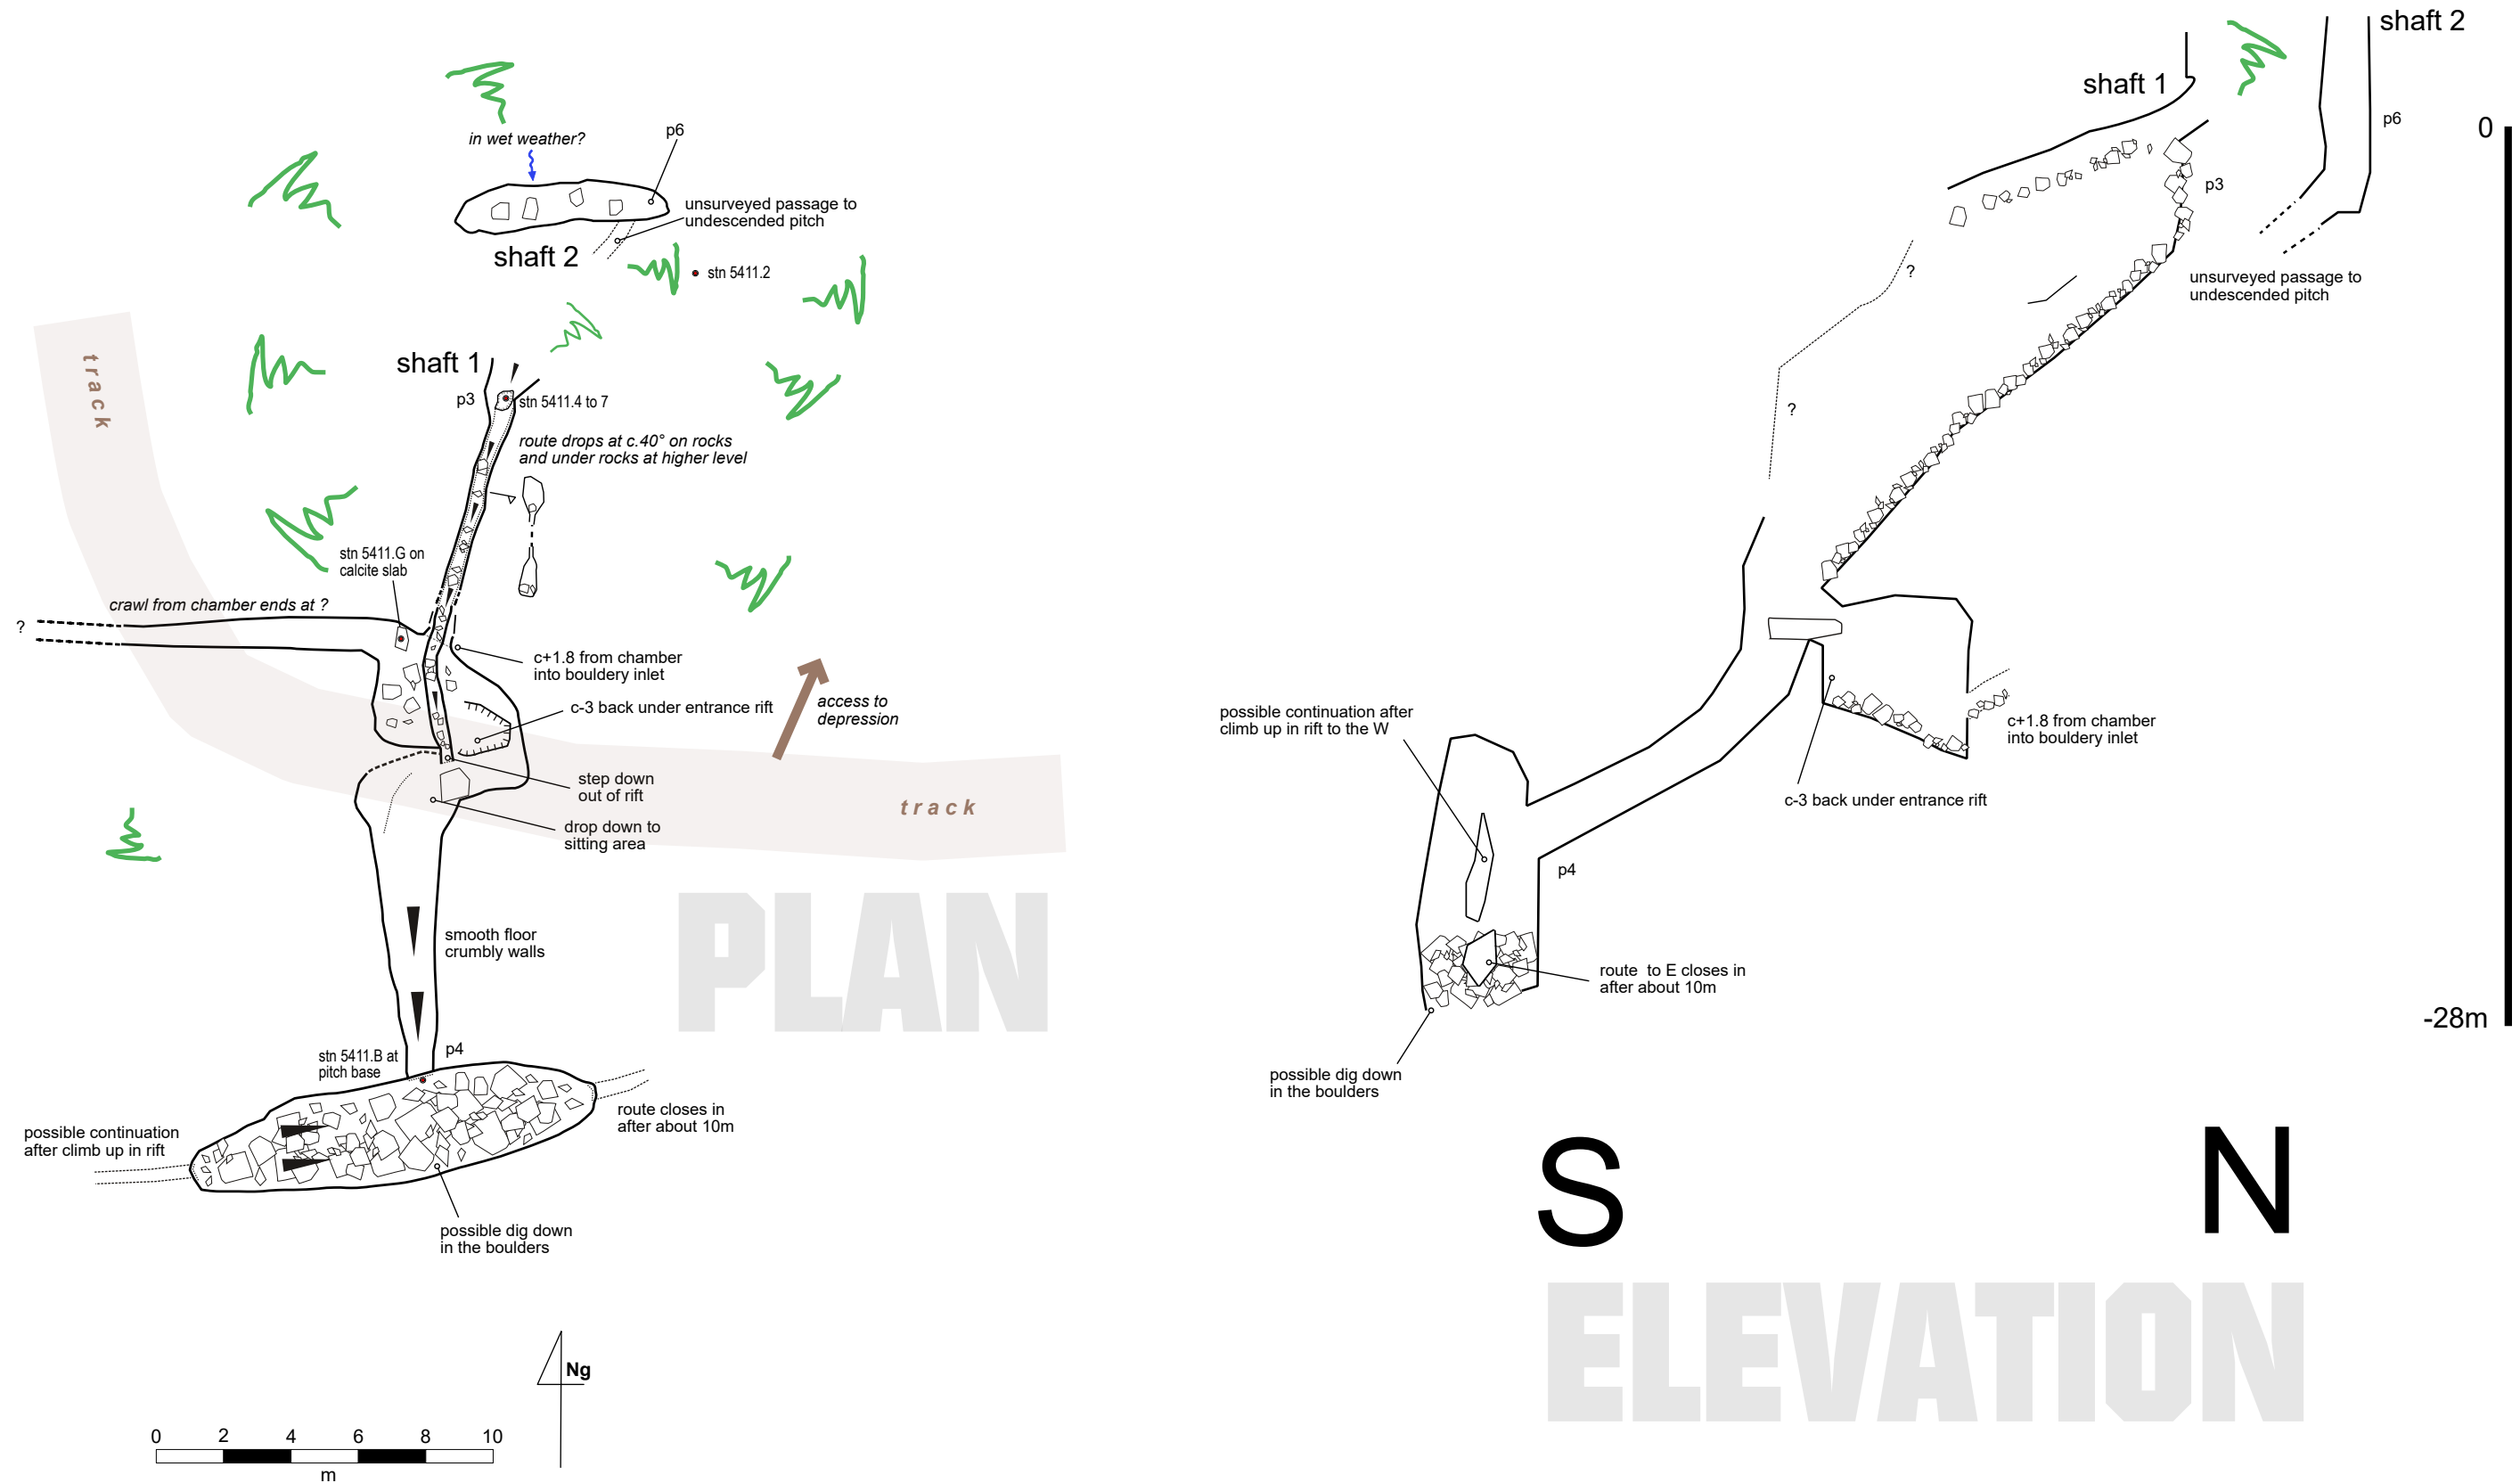 in wet weather?
p6
unsurveyed passage to
undescended pitch
shaft 2
stn 5411.2
track
shaft 1
p3
stn 5411.4 to 7
route drops at c.40° on rocks
and under rocks at higher level
stn 5411.G on
calcite slab
crawl from chamber ends at ?
?
c+1.8 from chamber
into bouldery inlet
c-3 back under entrance rift
access to
depression
step down
out of rift
track
drop down to
sitting area
PLAN
smooth floor
crumbly walls
stn 5411.B at
pitch base
p4
route closes in
after about 10m
possible continuation
after climb up in rift
possible dig down
in the boulders
Ng
0 2 4 6 8 10
m
shaft 2
shaft 1
0
p6
p3
?
unsurveyed passage to
undescended pitch
?
possible continuation after
climb up in rift to the W
c+1.8 from chamber
into bouldery inlet
c-3 back under entrance rift
p4
route to E closes in
after about 10m
-28m
possible dig down
in the boulders
S N
ELEVATION